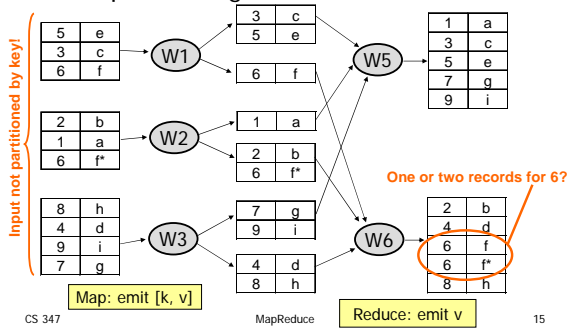 Input not partitioned by key!
5 e
3 c
6 f
2 b
1 a
6 f*
8 h
4 d
9 i
7 g
W1
W2
W3
Map: emit [k, v]
3 c
5 e
6 f
1 a
2 b
6 f*
7 g
9 i
4 d
8 h
W5
W6
1 a
3 c
5 e
7 g
9 i
One or two records for 6?
2 b
4 d
6 f
6 f*
8 h
Reduce: emit v
CS 347 MapReduce 15